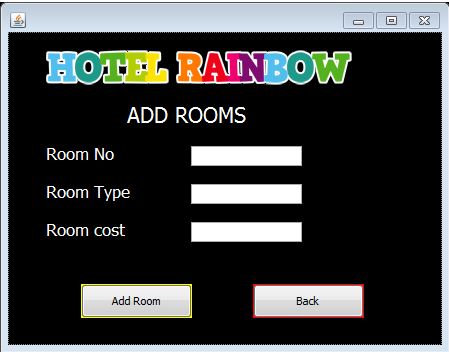 HOTEL RAINBOW
ADD ROOMS
Room No
Room Type
Room cost
Add Room Back